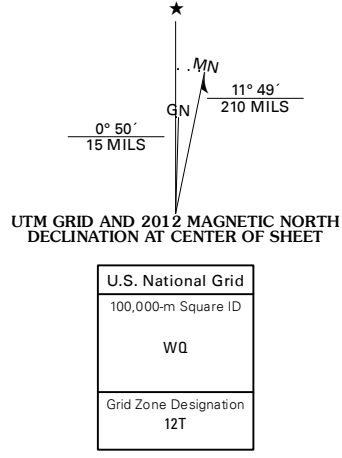 ★
MN
11° 49´
210 MILS
GN
0° 50´
15 MILS
UTM GRID AND 2012 MAGNETIC NORTH
DECLINATION AT CENTER OF SHEET
U.S. National Grid
100,000-m Square ID
WQ
Grid Zone Designation
12T